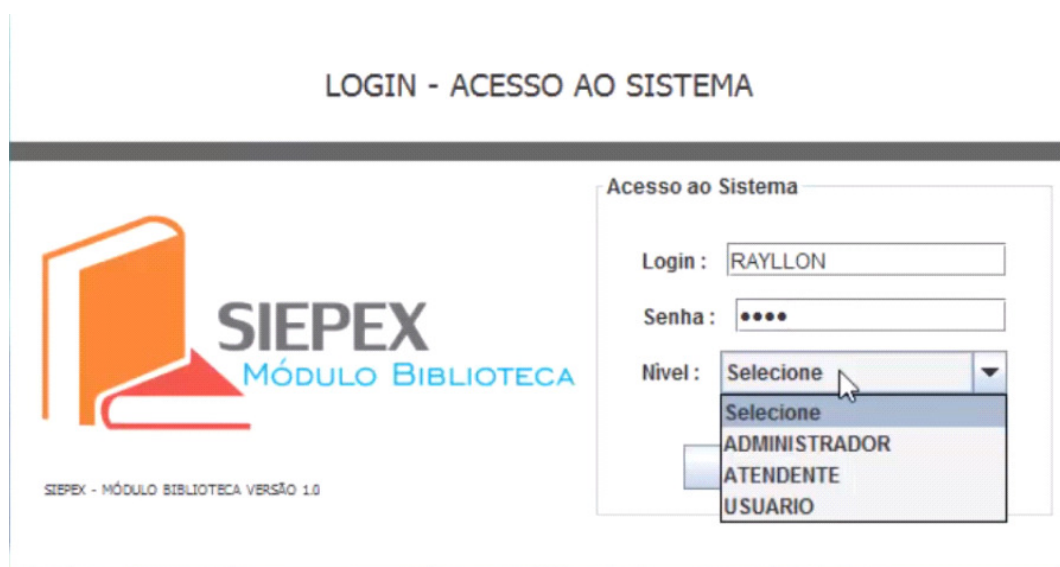 LOGIN - ACESSO AO SISTEMA
Acesso ao Sistema
Login : RAYLLON
Senha : ••••
Nível : Selecione
Selecione
ADMINISTRADOR
ATENDENTE
USUARIO
SIEPEX
MÓDULO BIBLIOTECA
SIEPEX - MÓDULO BIBLIOTECA VERSÃO 1.0